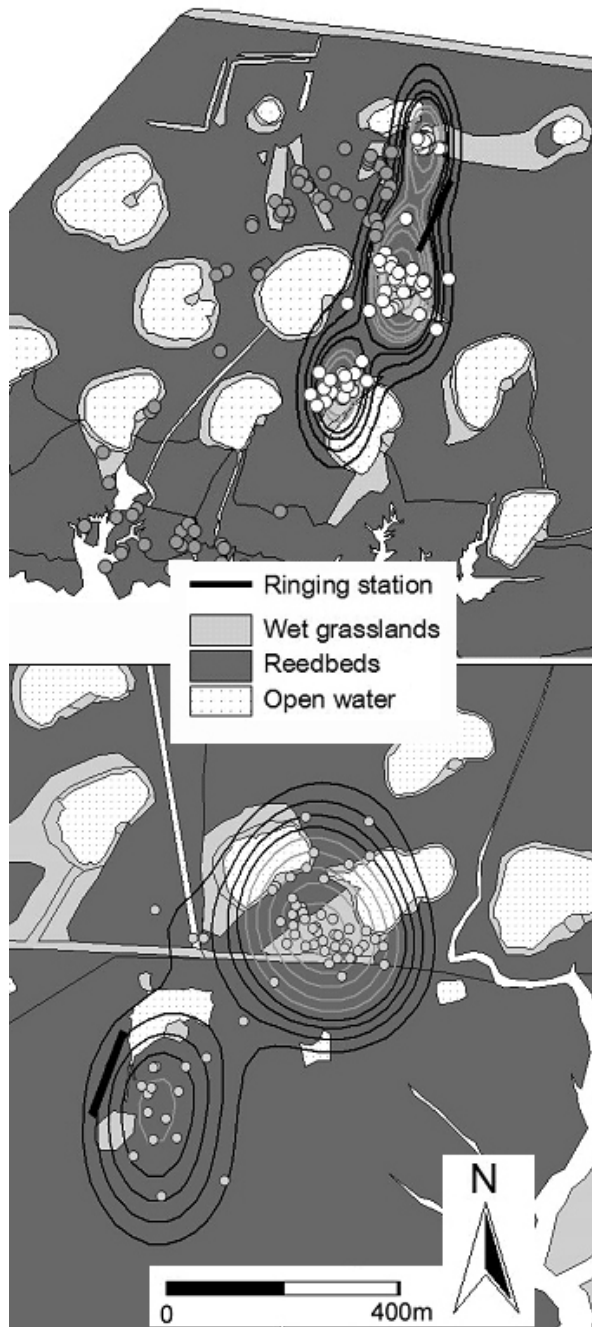 Ringing station
Wet grasslands
Reedbeds
Open water
N
0 400m